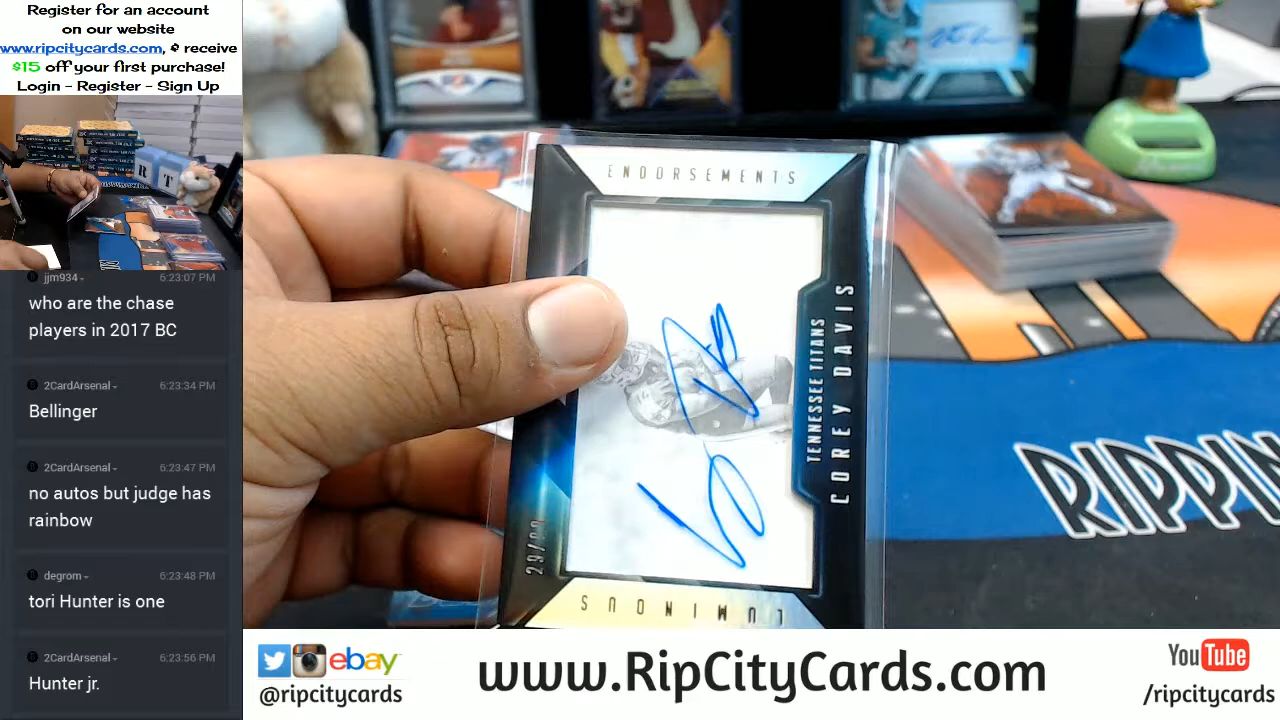 Register for an account
on our website
www.ripcitycards.com, & receive
$15 off your first purchase!
Login - Register - Sign Up
R T
jjm934 6:23:07 PM
who are the chase
players in 2017 BC
2CardArsenal 6:23:34 PM
Bellinger
2CardArsenal 6:23:47 PM
no autos but judge has
rainbow
degrom 6:23:48 PM
tori Hunter is one
2CardArsenal 6:23:56 PM
Hunter jr.
ENDORSEMENTS
TENNESSEE TITANS
COREY DAVIS
LUMINOUS
RIPPIN
ebay
@ripcitycards
www.RipCityCards.com
YouTube
/ripcitycards